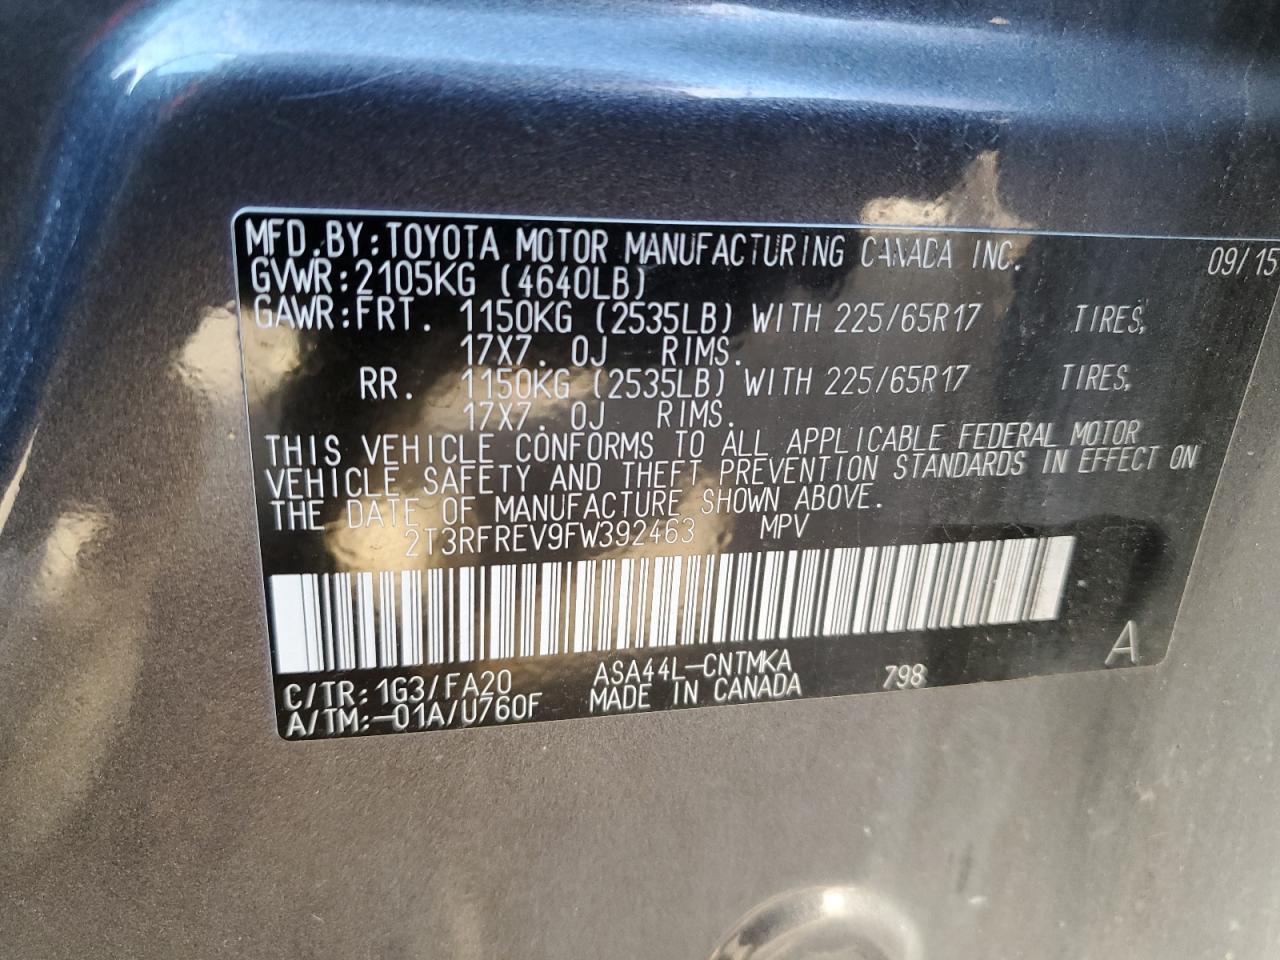 MFD.BY:TOYOTA MOTOR MANUFACTURING CANADA INC. 09/15
GVWR:2105KG (4640LB)
GAWR:FRT. 1150KG (2535LB) WITH 225/65R17 TIRES,
17X7. 0J RIMS.
RR. 1150KG (2535LB) WITH 225/65R17 TIRES,
17X7. 0J RIMS.
THIS VEHICLE CONFORMS TO ALL APPLICABLE FEDERAL MOTOR
VEHICLE SAFETY AND THEFT PREVENTION STANDARDS IN EFFECT ON
THE DATE OF MANUFACTURE SHOWN ABOVE.
2T3RFREV9FW392463 MPV
A
C/TR:1G3/FA20 ASA44L-CNTMKA 798
A/TM:-01A/U760F MADE IN CANADA